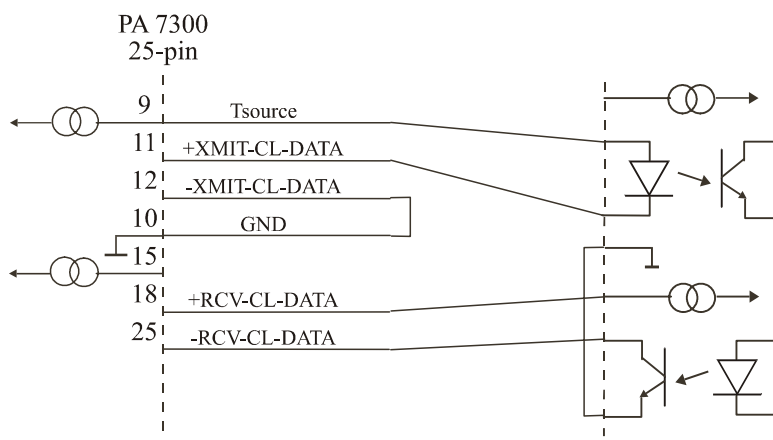 PA 7300
25-pin
9 Tsource
11 +XMIT-CL-DATA
12 -XMIT-CL-DATA
10 GND
15
18 +RCV-CL-DATA
25 -RCV-CL-DATA